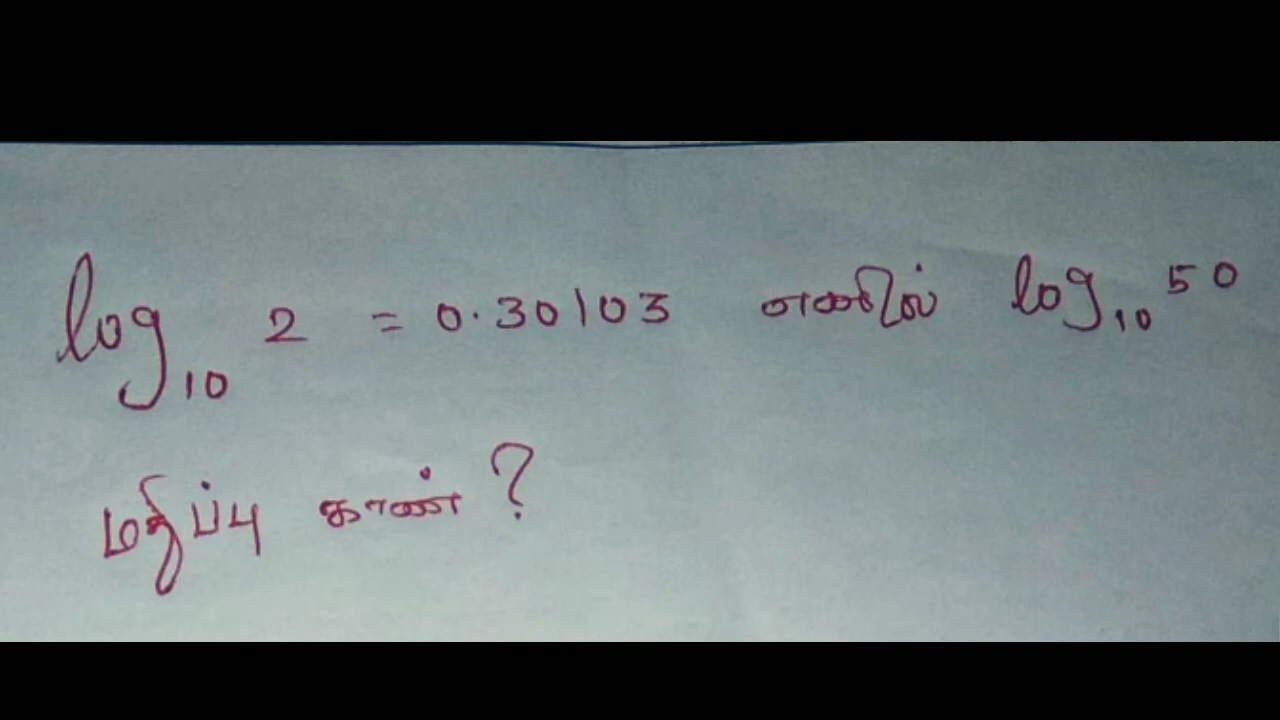 log₁₀ 2 = 0.30103 எனில் log₁₀ 50
மதிப்பு காண் ?